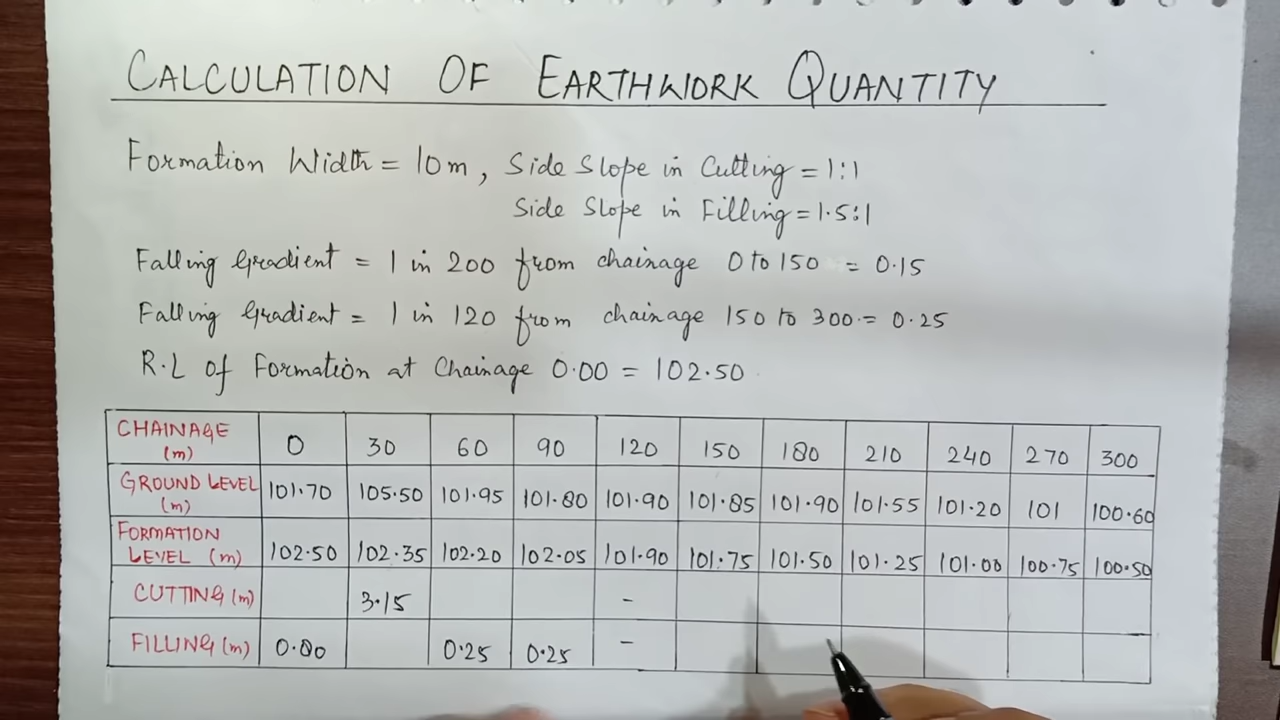 CALCULATION OF EARTHWORK QUANTITY
Formation Width = 10m, Side Slope in Cutting = 1:1
Side Slope in Filling = 1.5:1
Falling Gradient = 1 in 200 from chainage 0 to 150 = 0.15
Falling Gradient = 1 in 120 from chainage 150 to 300 = 0.25
R.L of Formation at Chainage 0.00 = 102.50
CHAINAGE (m) 0 30 60 90 120 150 180 210 240 270 300
GROUND LEVEL (m) 101.70 105.50 101.95 101.80 101.90 101.85 101.90 101.55 101.20 101 100.60
FORMATION LEVEL (m) 102.50 102.35 102.20 102.05 101.90 101.75 101.50 101.25 101.00 100.75 100.50
CUTTING (m) 3.15 -
FILLING (m) 0.80 0.25 0.25 -